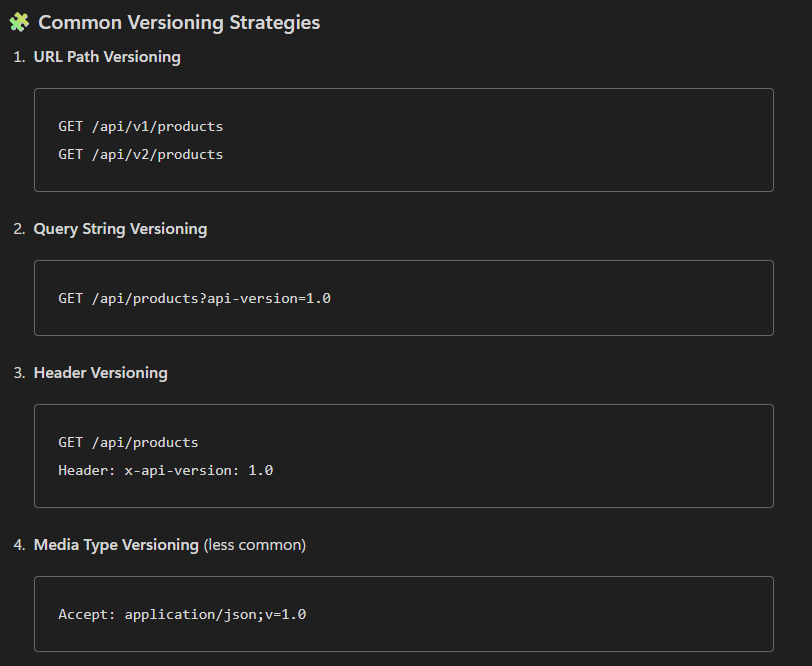 🧩 Common Versioning Strategies
1. URL Path Versioning
GET /api/v1/products
GET /api/v2/products
2. Query String Versioning
GET /api/products?api-version=1.0
3. Header Versioning
GET /api/products
Header: x-api-version: 1.0
4. Media Type Versioning (less common)
Accept: application/json;v=1.0